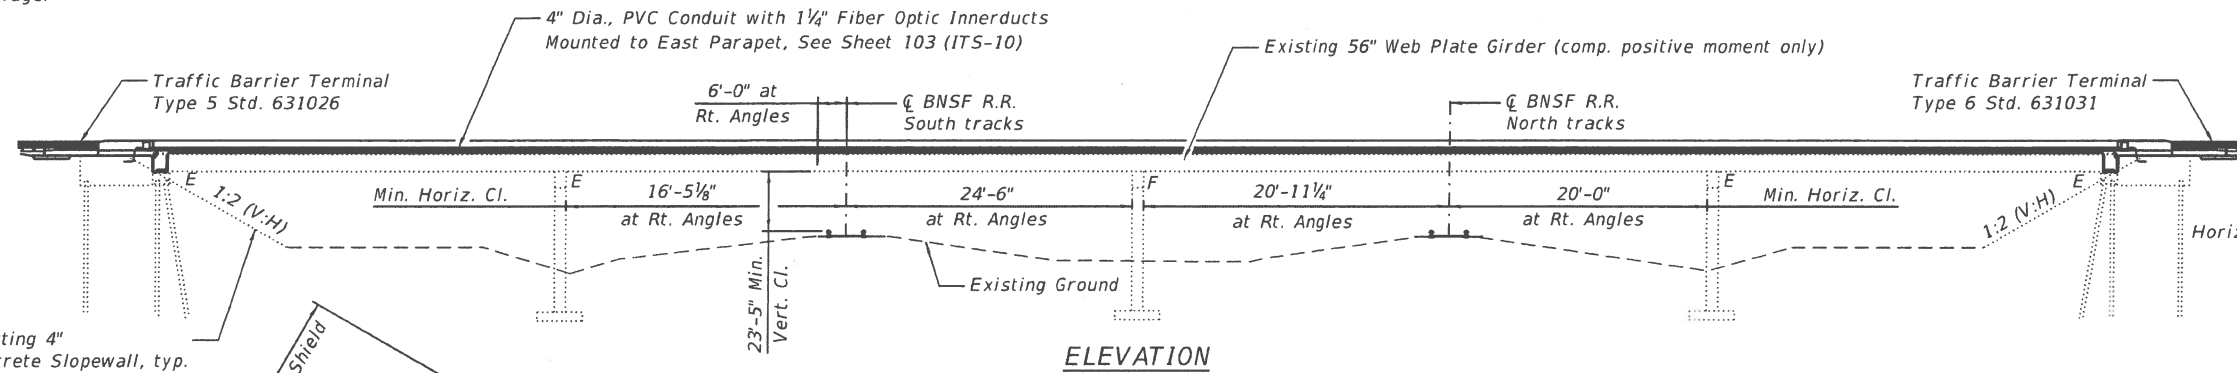 4" Dia., PVC Conduit with 1¼" Fiber Optic Innerducts
Mounted to East Parapet, See Sheet 103 (ITS-10)
Existing 56" Web Plate Girder (comp. positive moment only)
Traffic Barrier Terminal
Type 5 Std. 631026
6'-0" at
Rt. Angles
℄ BNSF R.R.
South tracks
℄ BNSF R.R.
North tracks
Traffic Barrier Terminal
Type 6 Std. 631031
E
1:2 (V:H)
Min. Horiz. Cl.
E
16'-5⅛"
at Rt. Angles
24'-6"
at Rt. Angles
F
20'-11¼"
at Rt. Angles
20'-0"
at Rt. Angles
E
Min. Horiz. Cl.
E
1:2 (V:H)
Horiz
23'-5" Min.
Vert. Cl.
Existing Ground
ting 4"
crete Slopewall, typ.
Shield
ELEVATION